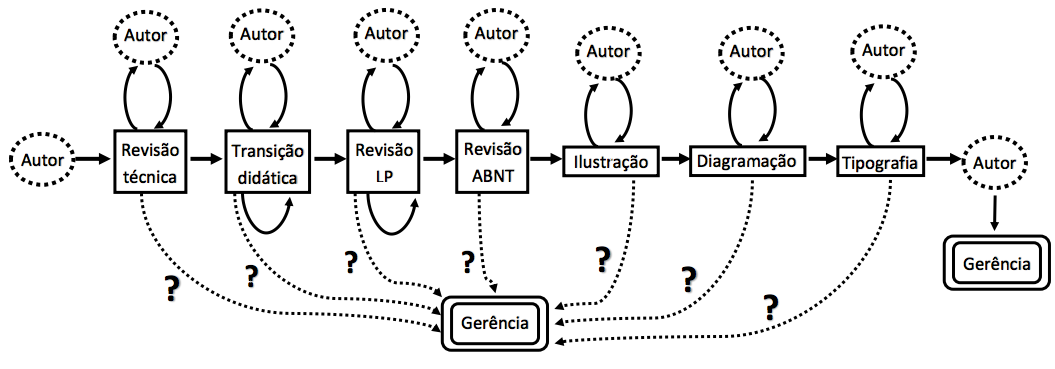 Autor
Autor
Autor
Autor
Autor
Autor
Autor
Autor
Revisão
técnica
Transição
didática
Revisão
LP
Revisão
ABNT
Ilustração
Diagramação
Tipografia
Autor
?
?
?
?
?
?
?
Gerência
Gerência